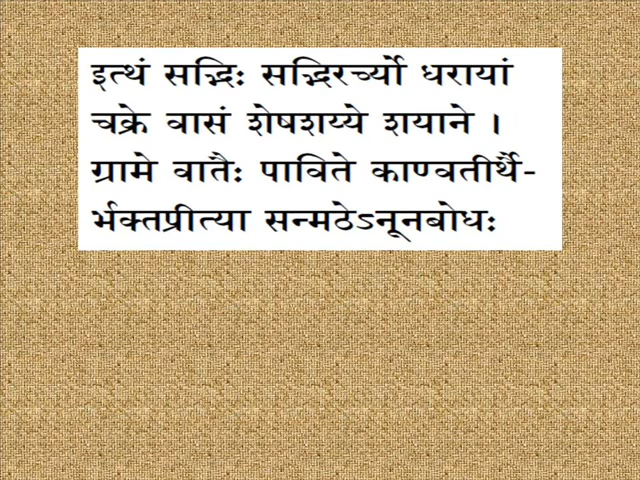 इत्थं सद्भिः सद्भिरर्च्यो धरायां
चक्रे वासं शेषशय्ये शयाने ।
ग्रामे वातैः पाविते काण्वतीर्थै-
र्भक्तप्रीत्या सन्मठेऽनूनबोधः